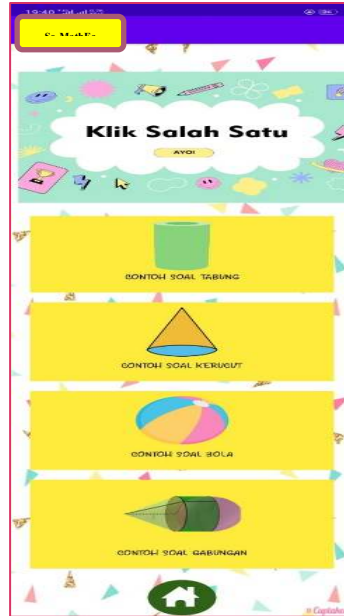 Klik Salah Satu
AYO!
CONTOH SOAL TABUNG
CONTOH SOAL KERUCUT
CONTOH SOAL BOLA
CONTOH SOAL GABUNGAN